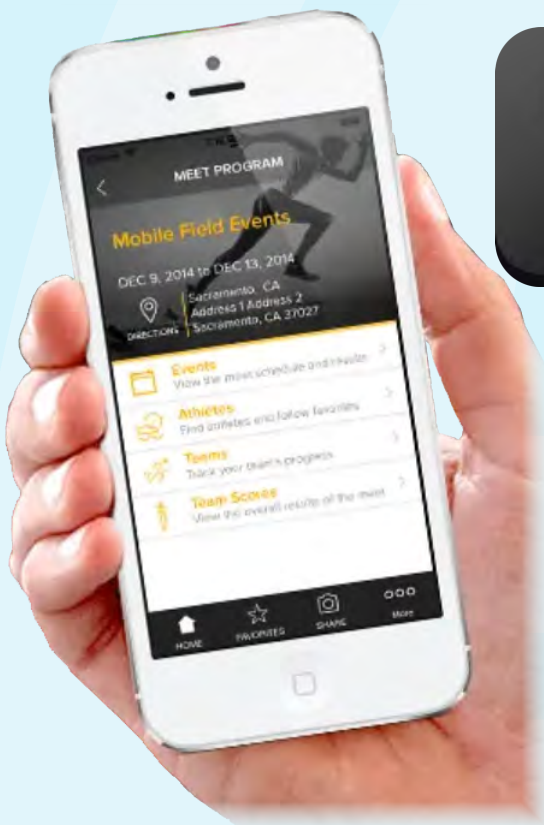 MEET PROGRAM
Mobile Field Events
DEC 9, 2014 to DEC 13, 2014
Sacramento, CA
Address 1 Address 2
Sacramento, CA 37027
DIRECTIONS
Events
View the meet schedule and results
Athletes
Find athletes and follow favorites
Teams
Track your team's progress
Team Scores
View the overall results of the meet
HOME
FAVORITES
SHARE
More